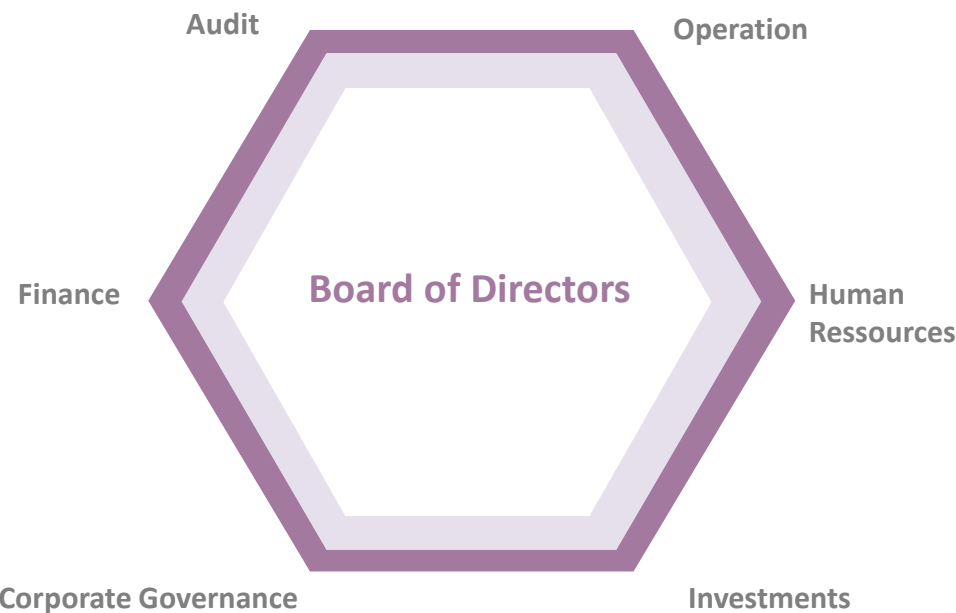 Audit
Operation
Board of Directors
Finance
Human
Ressources
Corporate Governance
Investments